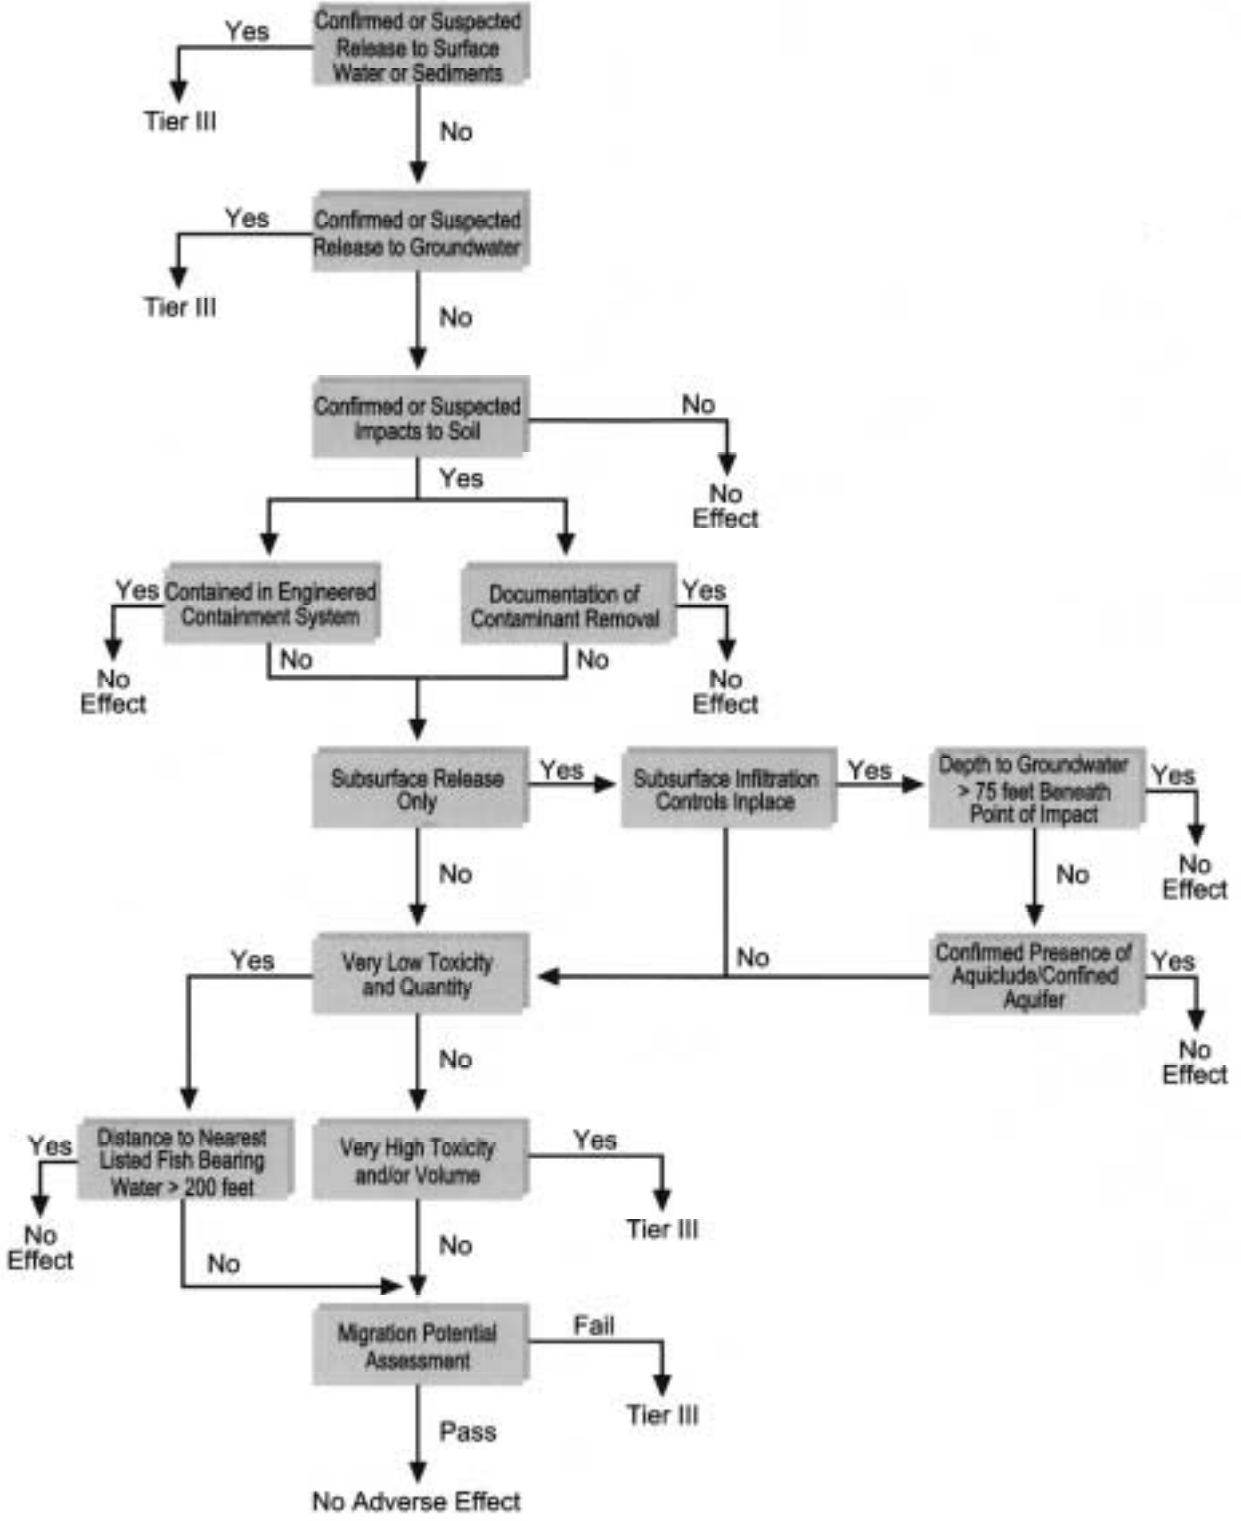 Confirmed or Suspected
Release to Surface
Water or Sediments
Yes
Tier III
No
Confirmed or Suspected
Release to Groundwater
Yes
Tier III
No
Confirmed or Suspected
Impacts to Soil
No
No
Effect
Yes
Contained in Engineered
Containment System
Yes
No
Effect
No
Documentation of
Contaminant Removal
Yes
No
Effect
No
Subsurface Release
Only
Yes
Subsurface Infiltration
Controls Inplace
Yes
Depth to Groundwater
> 75 feet Beneath
Point of Impact
Yes
No
Effect
No
No
Confirmed Presence of
Aquiclude/Confined
Aquifer
Yes
No
Effect
No
Very Low Toxicity
and Quantity
Yes
No
Distance to Nearest
Listed Fish Bearing
Water > 200 feet
Yes
No
Effect
No
Very High Toxicity
and/or Volume
Yes
Tier III
No
Migration Potential
Assessment
Fail
Tier III
Pass
No Adverse Effect